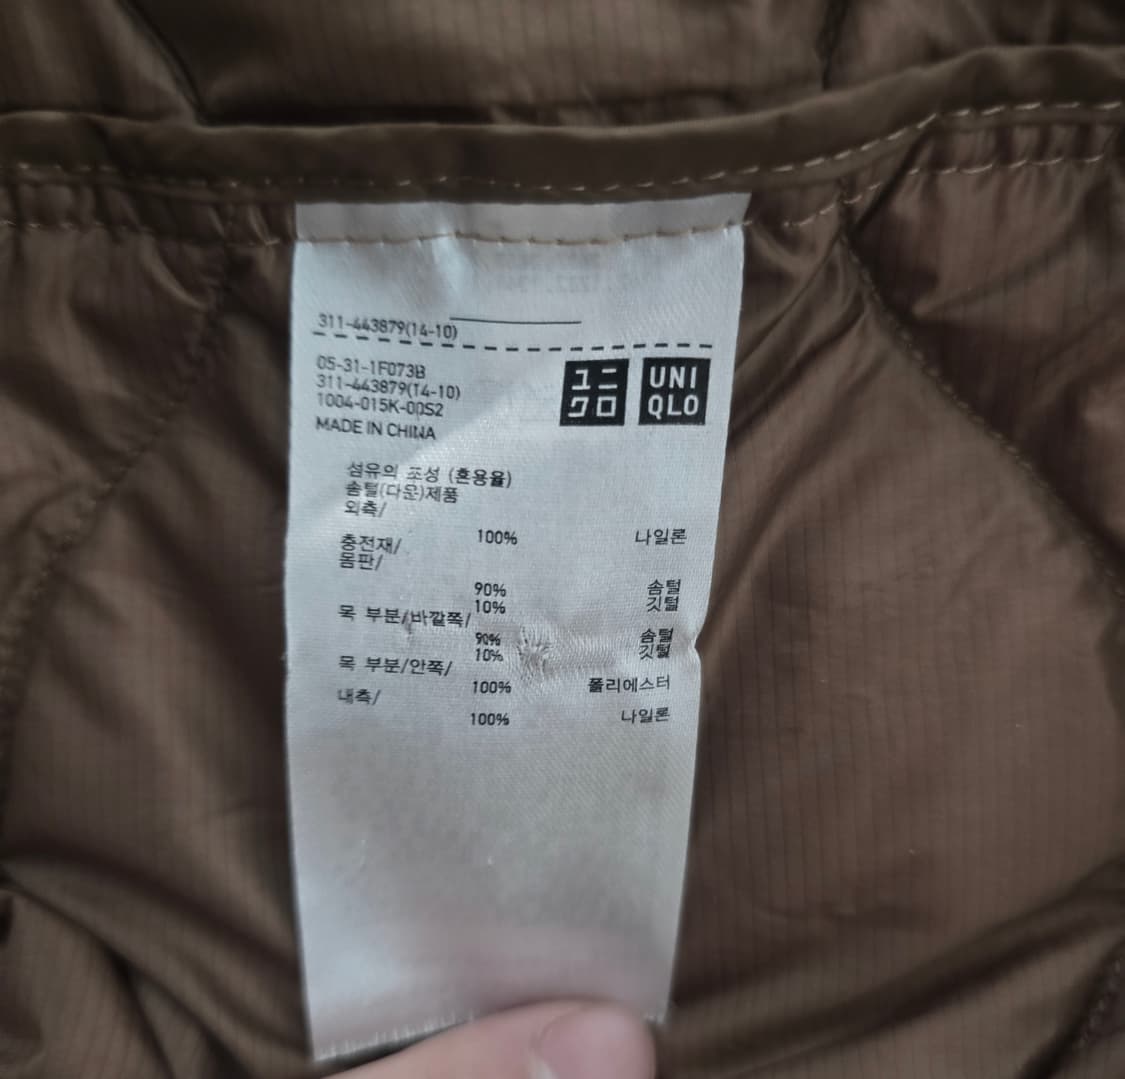 311-443879(14-10)
05-31-1F073B
311-443879(14-10)
1004-015K-00S2
MADE IN CHINA
ユニ
クロ
UNI
QLO
섬유의 조성 (혼용율)
솜털(다운)제품
외측/
100% 나일론
충전재/
몸판/
90% 솜털
10% 깃털
목 부분/바깥쪽/
90% 솜털
10% 깃털
목 부분/안쪽/
100% 폴리에스터
내측/
100% 나일론